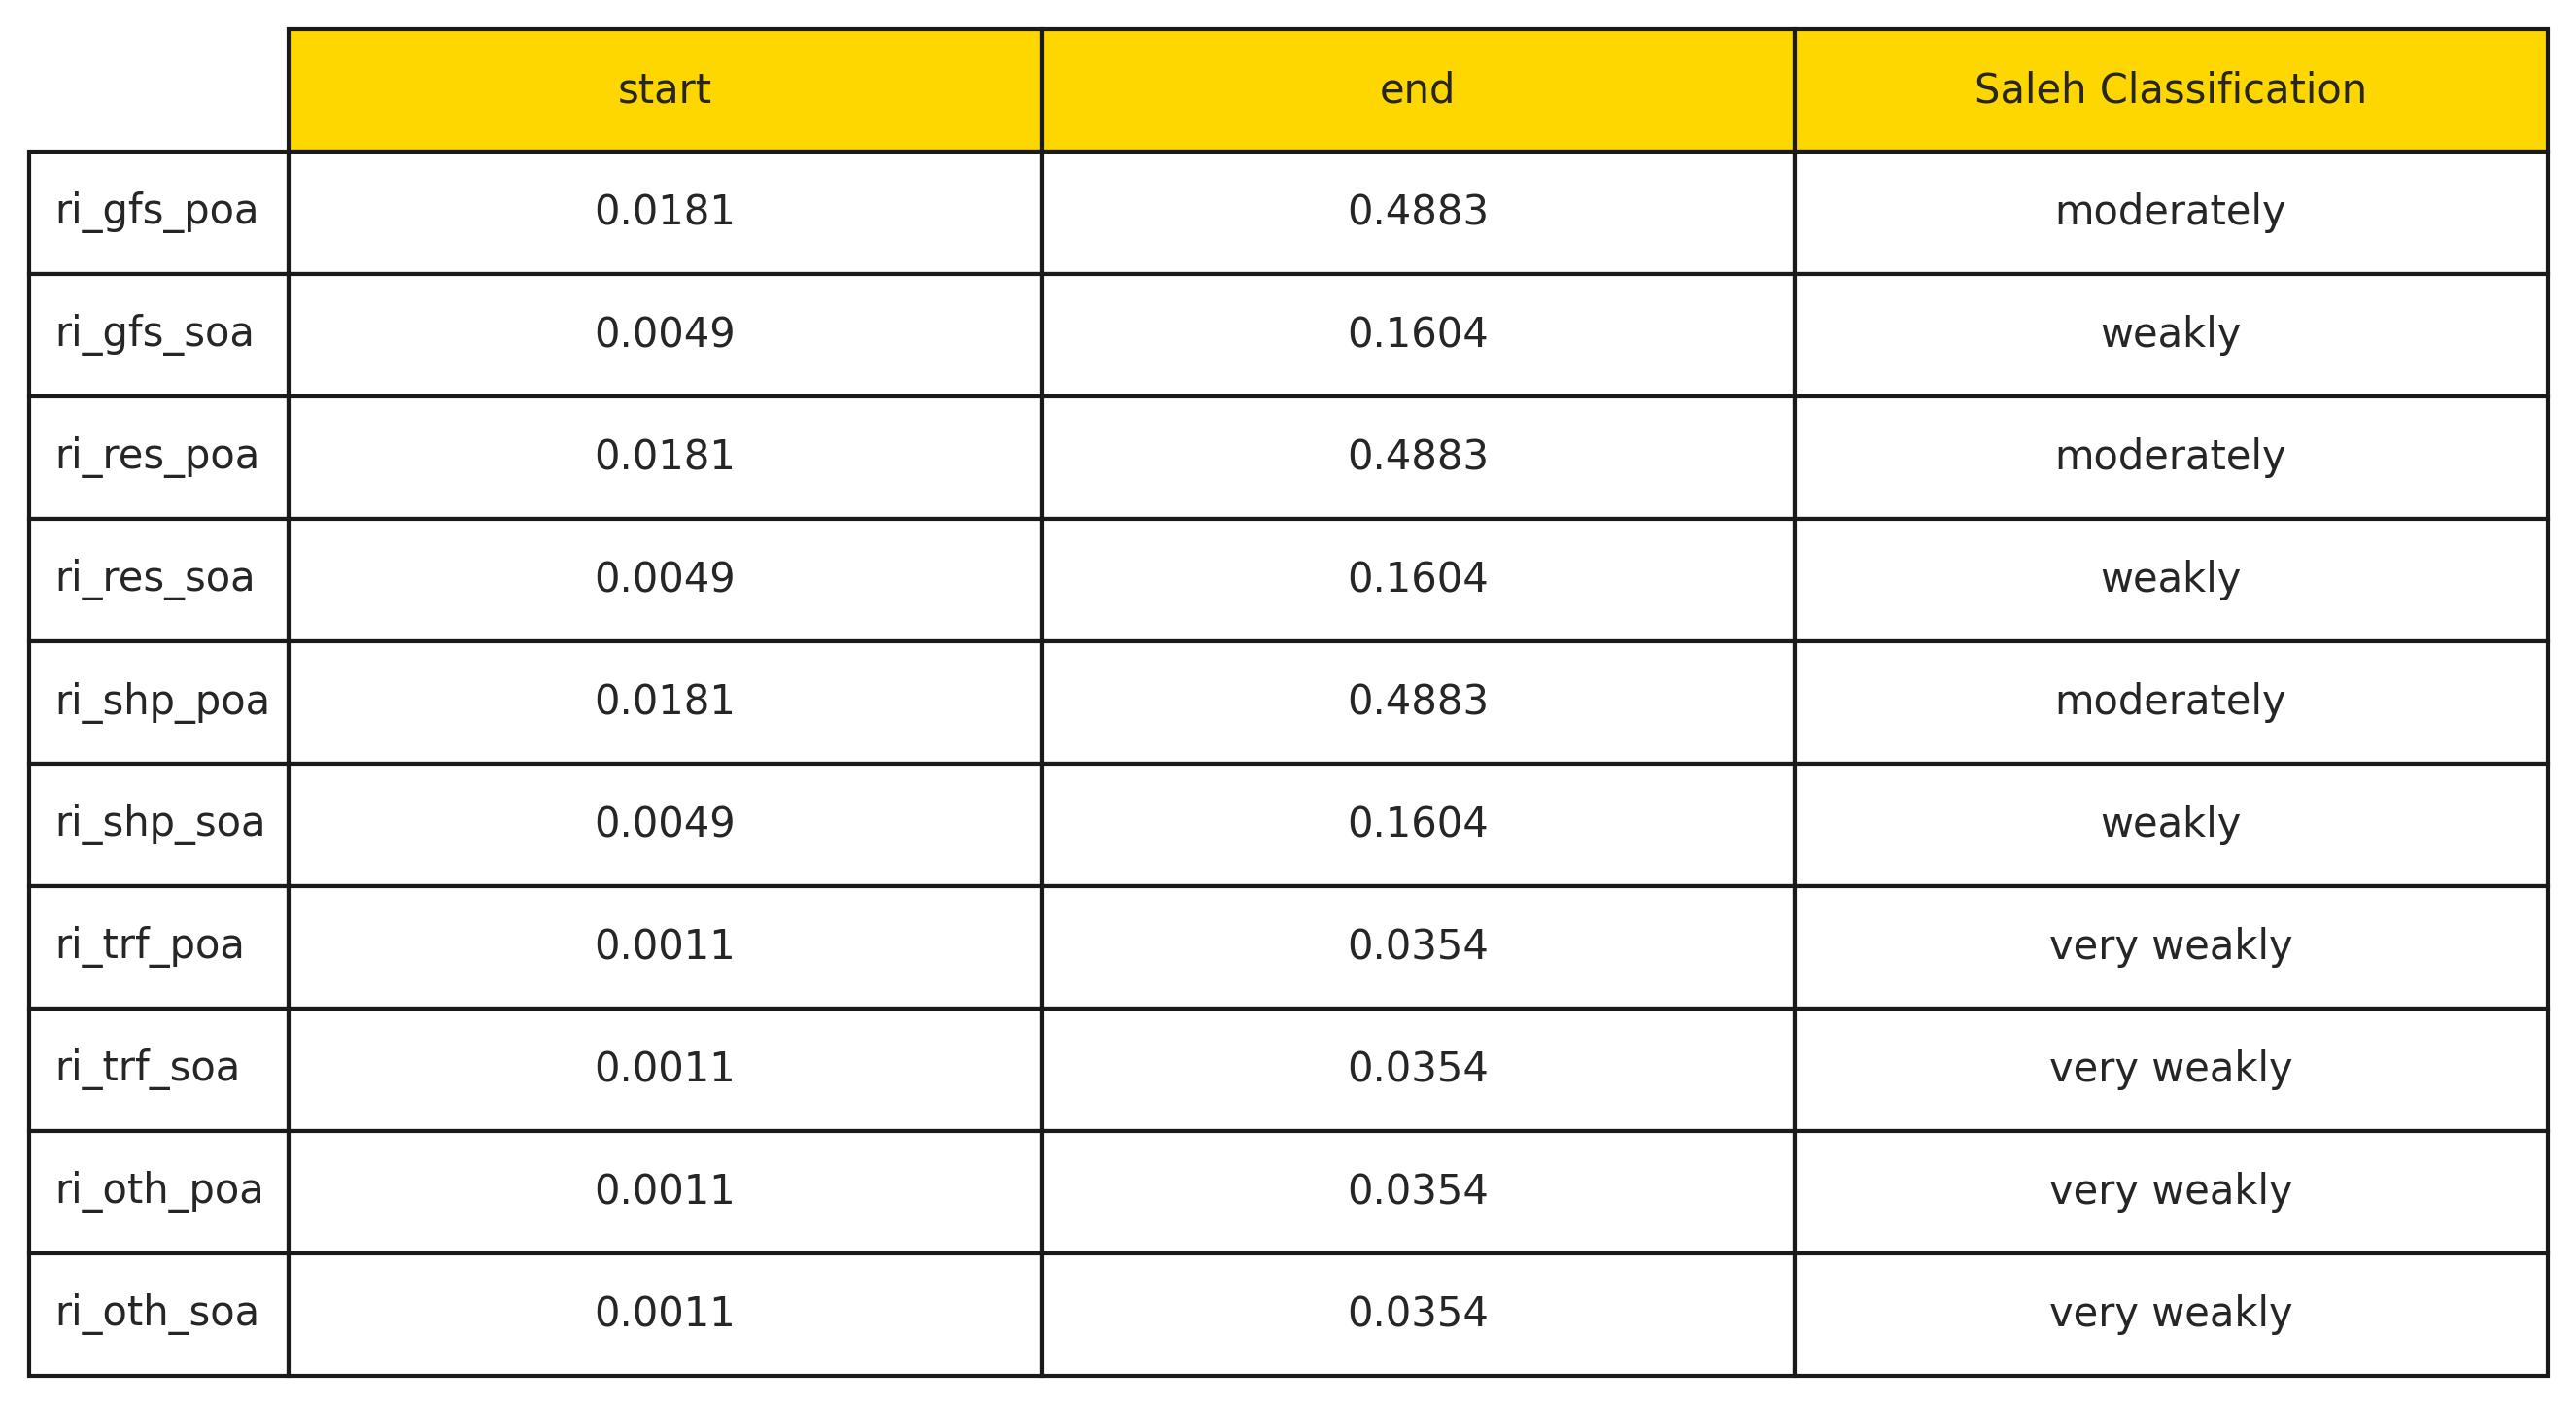 start end Saleh Classification
ri_gfs_poa 0.0181 0.4883 moderately
ri_gfs_soa 0.0049 0.1604 weakly
ri_res_poa 0.0181 0.4883 moderately
ri_res_soa 0.0049 0.1604 weakly
ri_shp_poa 0.0181 0.4883 moderately
ri_shp_soa 0.0049 0.1604 weakly
ri_trf_poa 0.0011 0.0354 very weakly
ri_trf_soa 0.0011 0.0354 very weakly
ri_oth_poa 0.0011 0.0354 very weakly
ri_oth_soa 0.0011 0.0354 very weakly